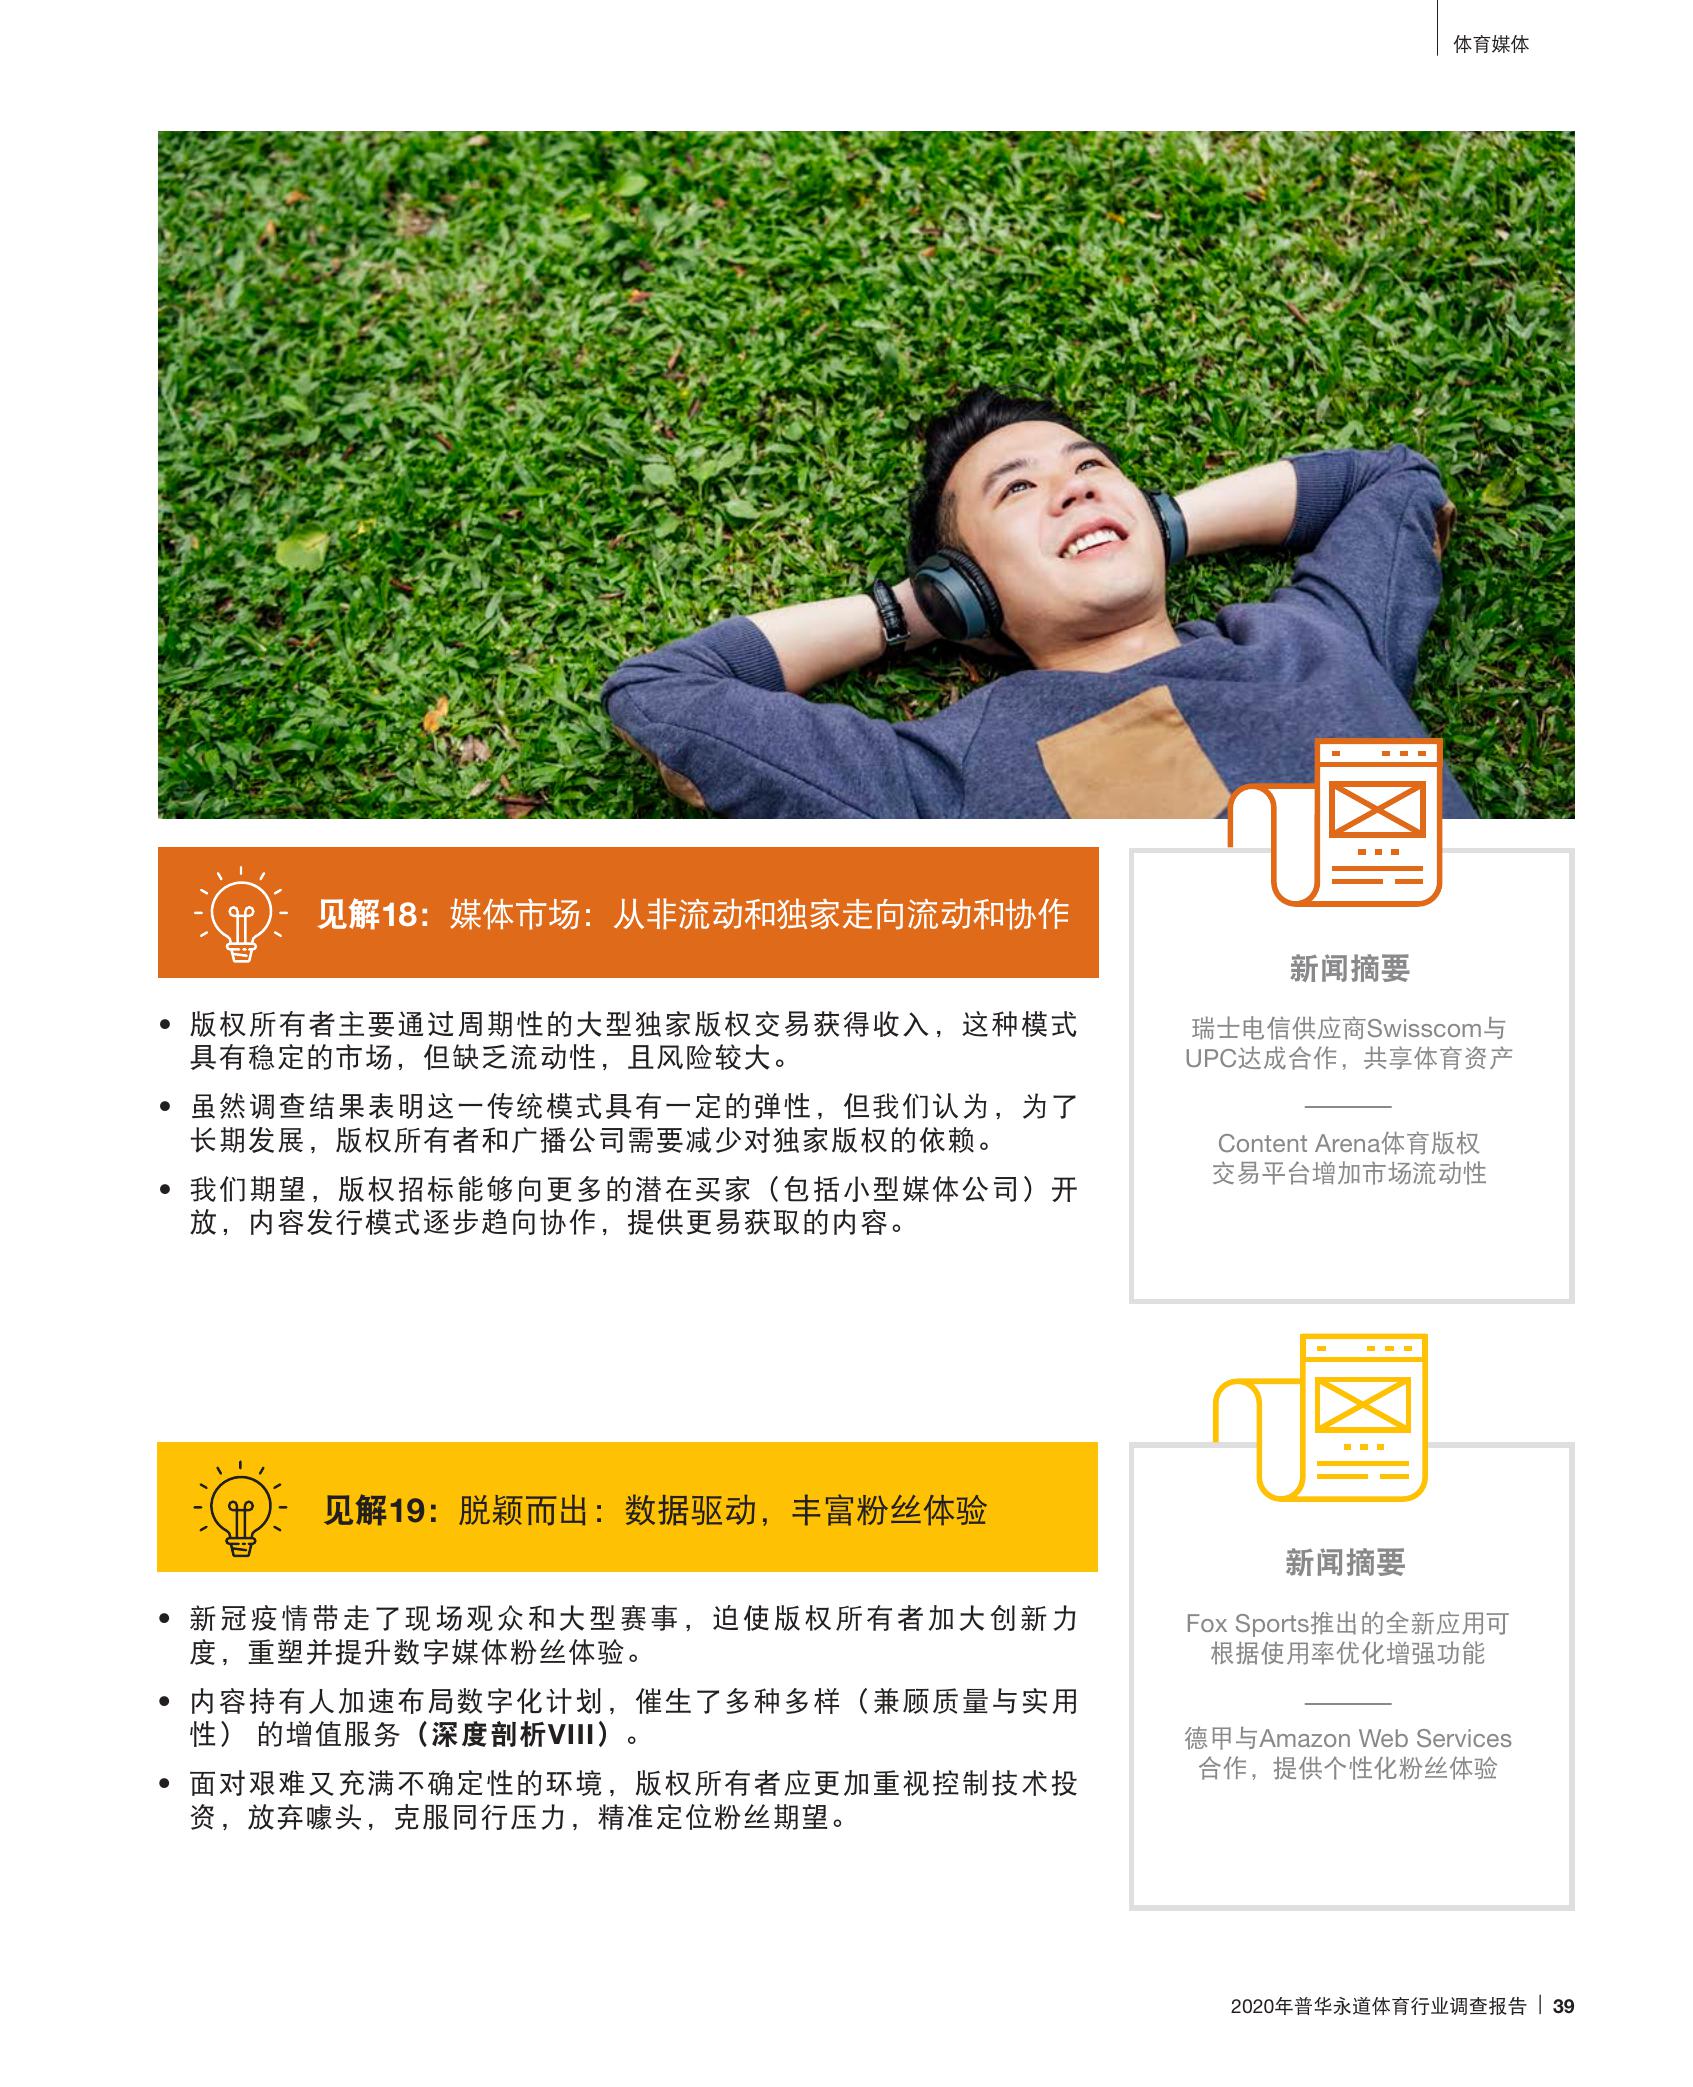 体育媒体
见解18：媒体市场：从非流动和独家走向流动和协作
• 版权所有者主要通过周期性的大型独家版权交易获得收入，这种模式
具有稳定的市场，但缺乏流动性，且风险较大。
• 虽然调查结果表明这一传统模式具有一定的弹性，但我们认为，为了
长期发展，版权所有者和广播公司需要减少对独家版权的依赖。
• 我们期望，版权招标能够向更多的潜在买家（包括小型媒体公司）开
放，内容发行模式逐步趋向协作，提供更易获取的内容。
新闻摘要
瑞士电信供应商Swisscom与
UPC达成合作，共享体育资产
Content Arena体育版权
交易平台增加市场流动性
见解19：脱颖而出：数据驱动，丰富粉丝体验
• 新冠疫情带走了现场观众和大型赛事，迫使版权所有者加大创新力
度，重塑并提升数字媒体粉丝体验。
• 内容持有人加速布局数字化计划，催生了多种多样（兼顾质量与实用
性） 的增值服务（深度剖析VIII）。
• 面对艰难又充满不确定性的环境，版权所有者应更加重视控制技术投
资，放弃噱头，克服同行压力，精准定位粉丝期望。
新闻摘要
Fox Sports推出的全新应用可
根据使用率优化增强功能
德甲与Amazon Web Services
合作，提供个性化粉丝体验
2020年普华永道体育行业调查报告 | 39